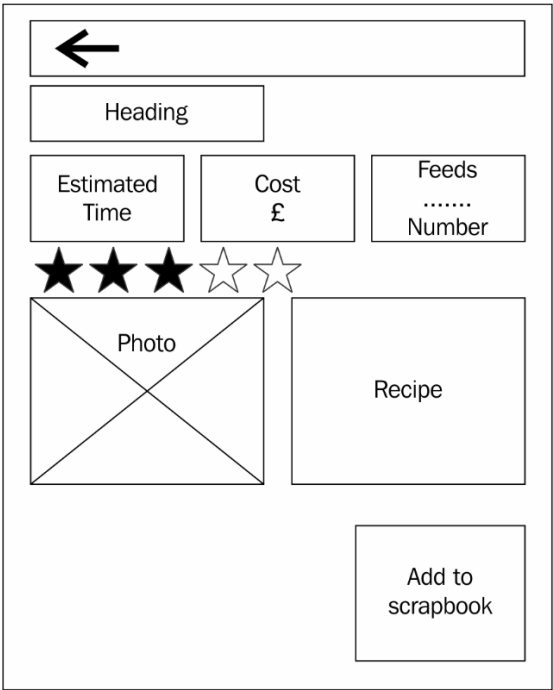 Heading
Estimated
Time
Cost
£
Feeds
.......
Number
Photo
Recipe
Add to
scrapbook